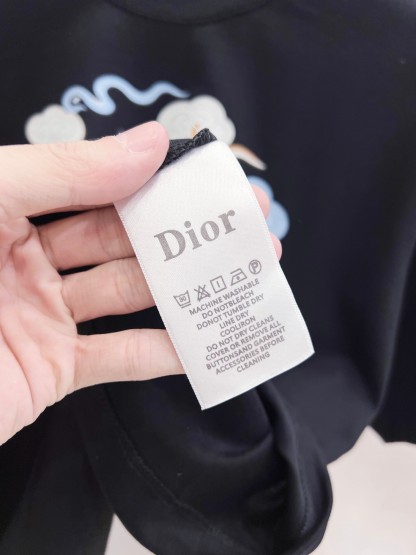 Dior
MACHINE WASHABLE
DO NOTBLEACH
DONOT TUMBLE DRY
LINE DRY
COOLIRON
DO NOT DRY CLEANS
COVER OR REMOVE ALL
BUTTONSAND GARMENT
ACCESSORIES BEFORE
CLEANING